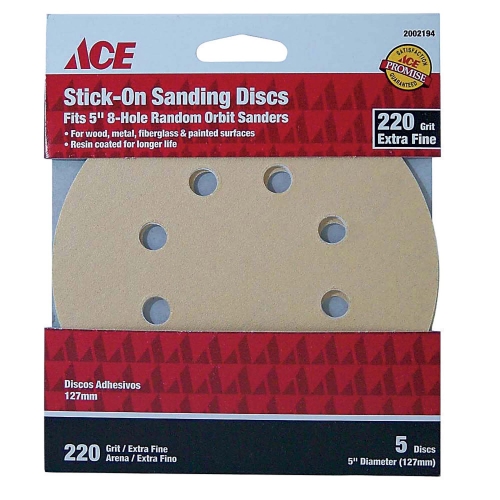 2002194
ACE
SATISFACTION
ACE
PROMISE
GUARANTEED
Stick-On Sanding Discs
Fits 5" 8-Hole Random Orbit Sanders
• For wood, metal, fiberglass & painted surfaces
• Resin coated for longer life
220 Grit
Extra Fine
Discos Adhesivos
127mm
220 Grit / Extra Fine
Arena / Extra Fino
5 Discs
5" Diameter (127mm)